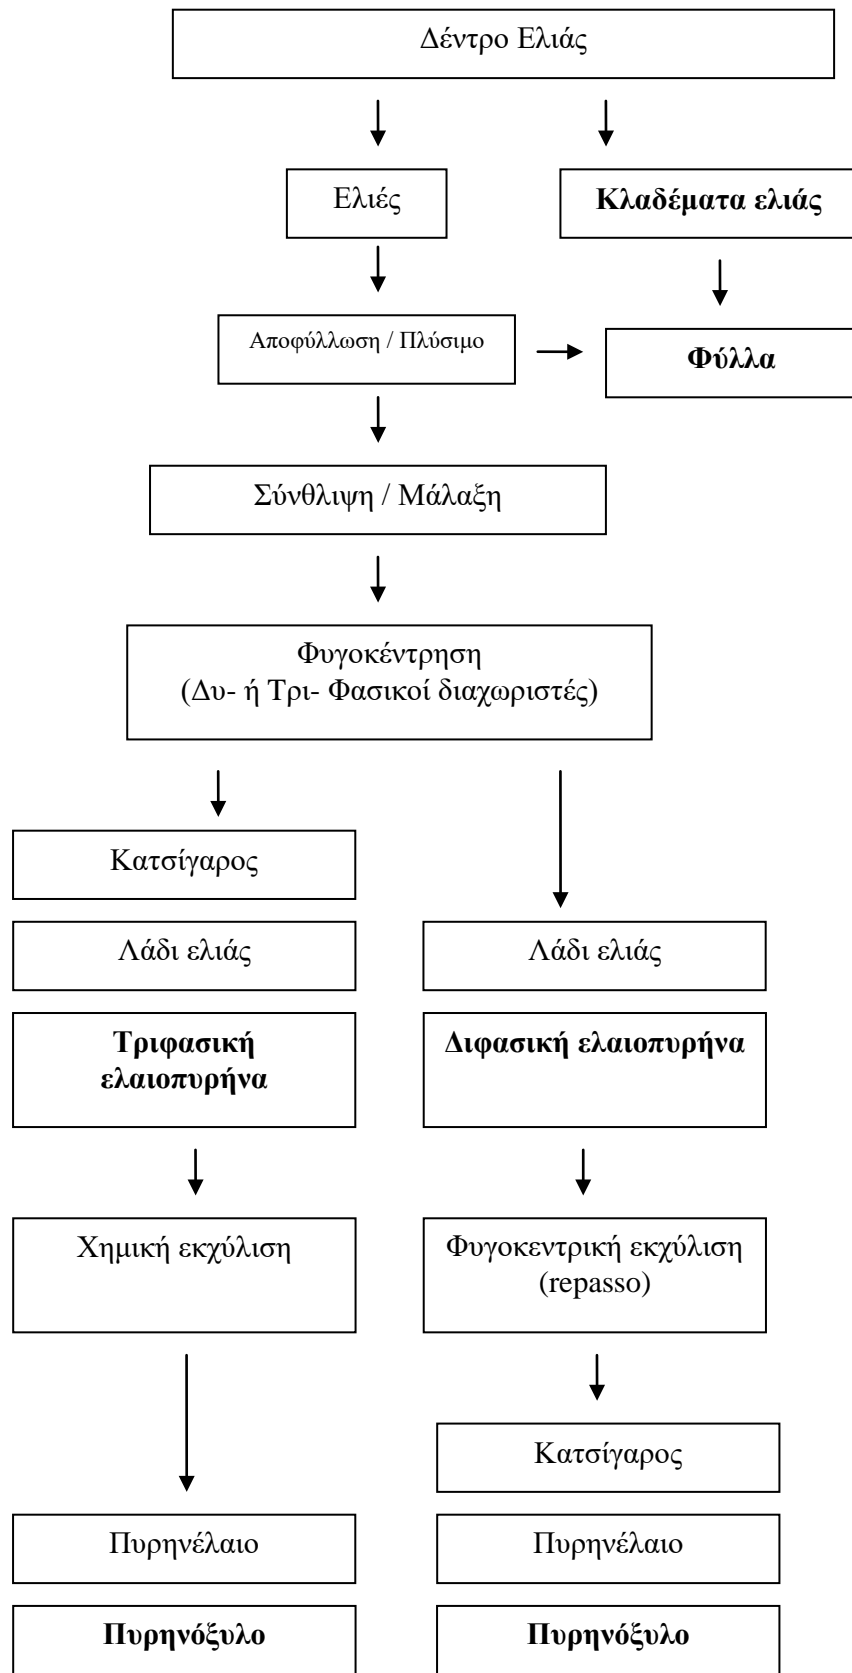 Δέντρο Ελιάς
Ελιές
Κλαδέματα ελιάς
Αποφύλλωση / Πλύσιμο
Φύλλα
Σύνθλιψη / Μάλαξη
Φυγοκέντρηση
(Δυ- ή Τρι- Φασικοί διαχωριστές)
Κατσίγαρος
Λάδι ελιάς
Λάδι ελιάς
Τριφασική
ελαιοπυρήνα
Διφασική ελαιοπυρήνα
Χημική εκχύλιση
Φυγοκεντρική εκχύλιση
(repasso)
Κατσίγαρος
Πυρηνέλαιο
Πυρηνέλαιο
Πυρηνόξυλο
Πυρηνόξυλο